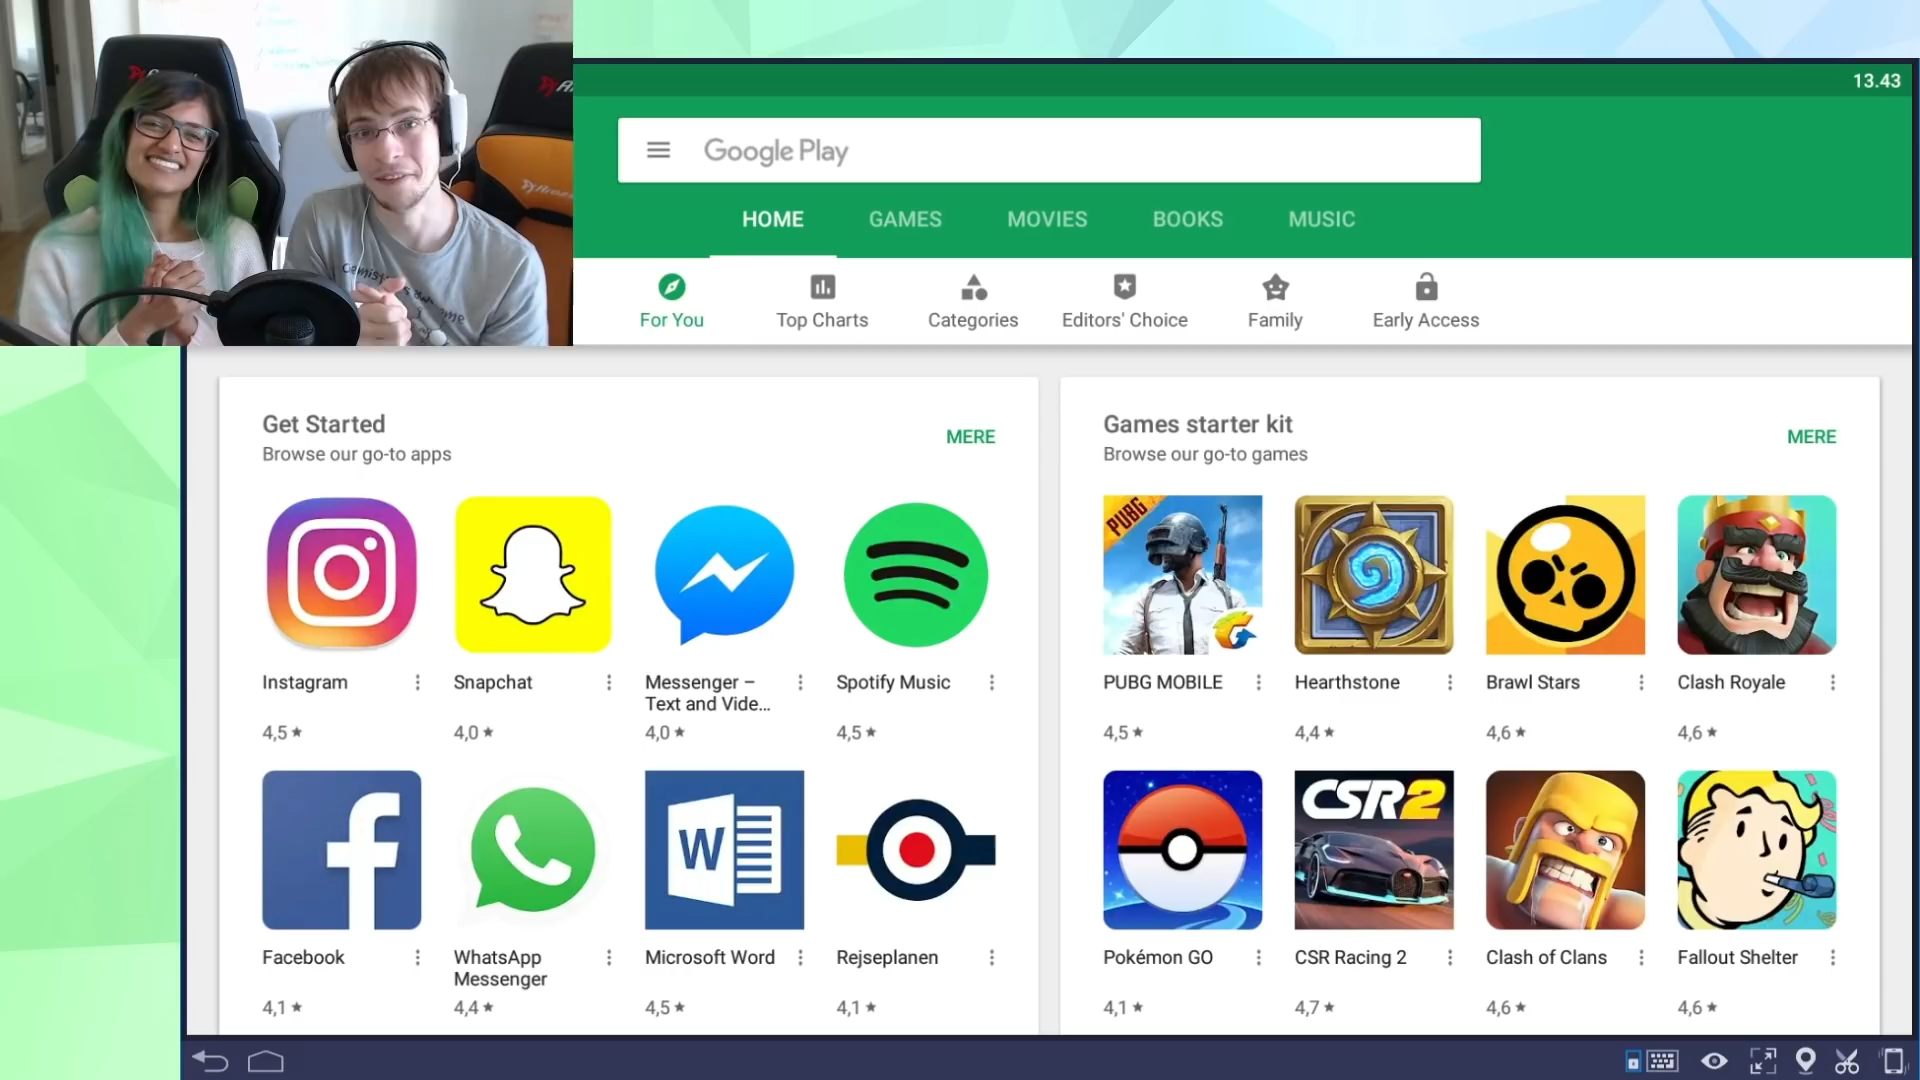 13.43
Google Play
HOME GAMES MOVIES BOOKS MUSIC
For You Top Charts Categories Editors' Choice Family Early Access
Get Started
Browse our go-to apps
MERE
Instagram Snapchat Messenger – Spotify Music
Text and Vide...
4,5 4,0 4,0 4,5
W
Facebook WhatsApp Microsoft Word Rejseplanen
Messenger
4,1 4,4 4,5 4,1
Games starter kit
Browse our go-to games
MERE
PUBG
PUBG MOBILE Hearthstone Brawl Stars Clash Royale
4,5 4,4 4,6 4,6
CSR2
Pokémon GO CSR Racing 2 Clash of Clans Fallout Shelter
4,1 4,7 4,6 4,6